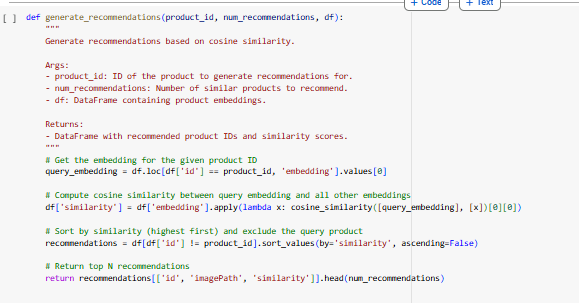 + Code + Text
[ ] def generate_recommendations(product_id, num_recommendations, df):
"""
Generate recommendations based on cosine similarity.
Args:
- product_id: ID of the product to generate recommendations for.
- num_recommendations: Number of similar products to recommend.
- df: DataFrame containing product embeddings.
Returns:
- DataFrame with recommended product IDs and similarity scores.
"""
# Get the embedding for the given product ID
query_embedding = df.loc[df['id'] == product_id, 'embedding'].values[0]
# Compute cosine similarity between query embedding and all other embeddings
df['similarity'] = df['embedding'].apply(lambda x: cosine_similarity([query_embedding], [x])[0][0])
# Sort by similarity (highest first) and exclude the query product
recommendations = df[df['id'] != product_id].sort_values(by='similarity', ascending=False)
# Return top N recommendations
return recommendations[['id', 'imagePath', 'similarity']].head(num_recommendations)